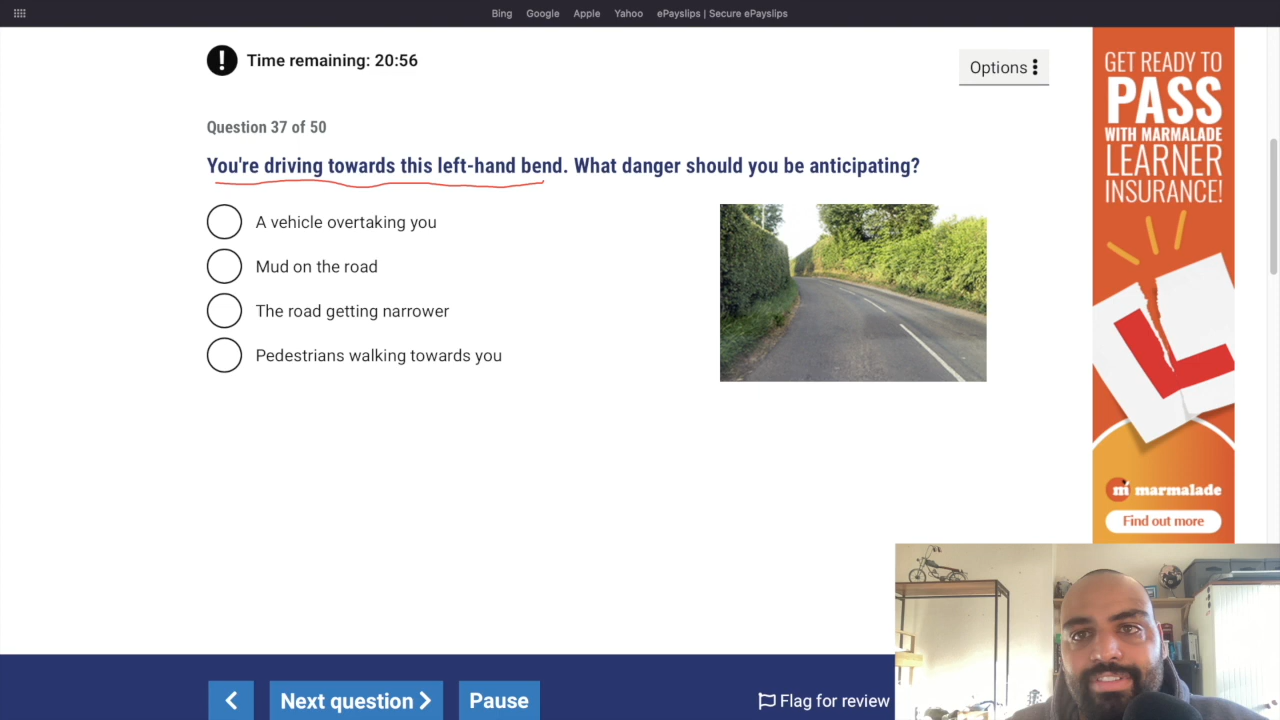 Bing Google Apple Yahoo ePayslips | Secure ePayslips
Time remaining: 20:56
Options
Question 37 of 50
You're driving towards this left-hand bend. What danger should you be anticipating?
A vehicle overtaking you
Mud on the road
The road getting narrower
Pedestrians walking towards you
GET READY TO
PASS
WITH MARMALADE
LEARNER
INSURANCE!
m marmalade
Find out more
Next question
Pause
Flag for review